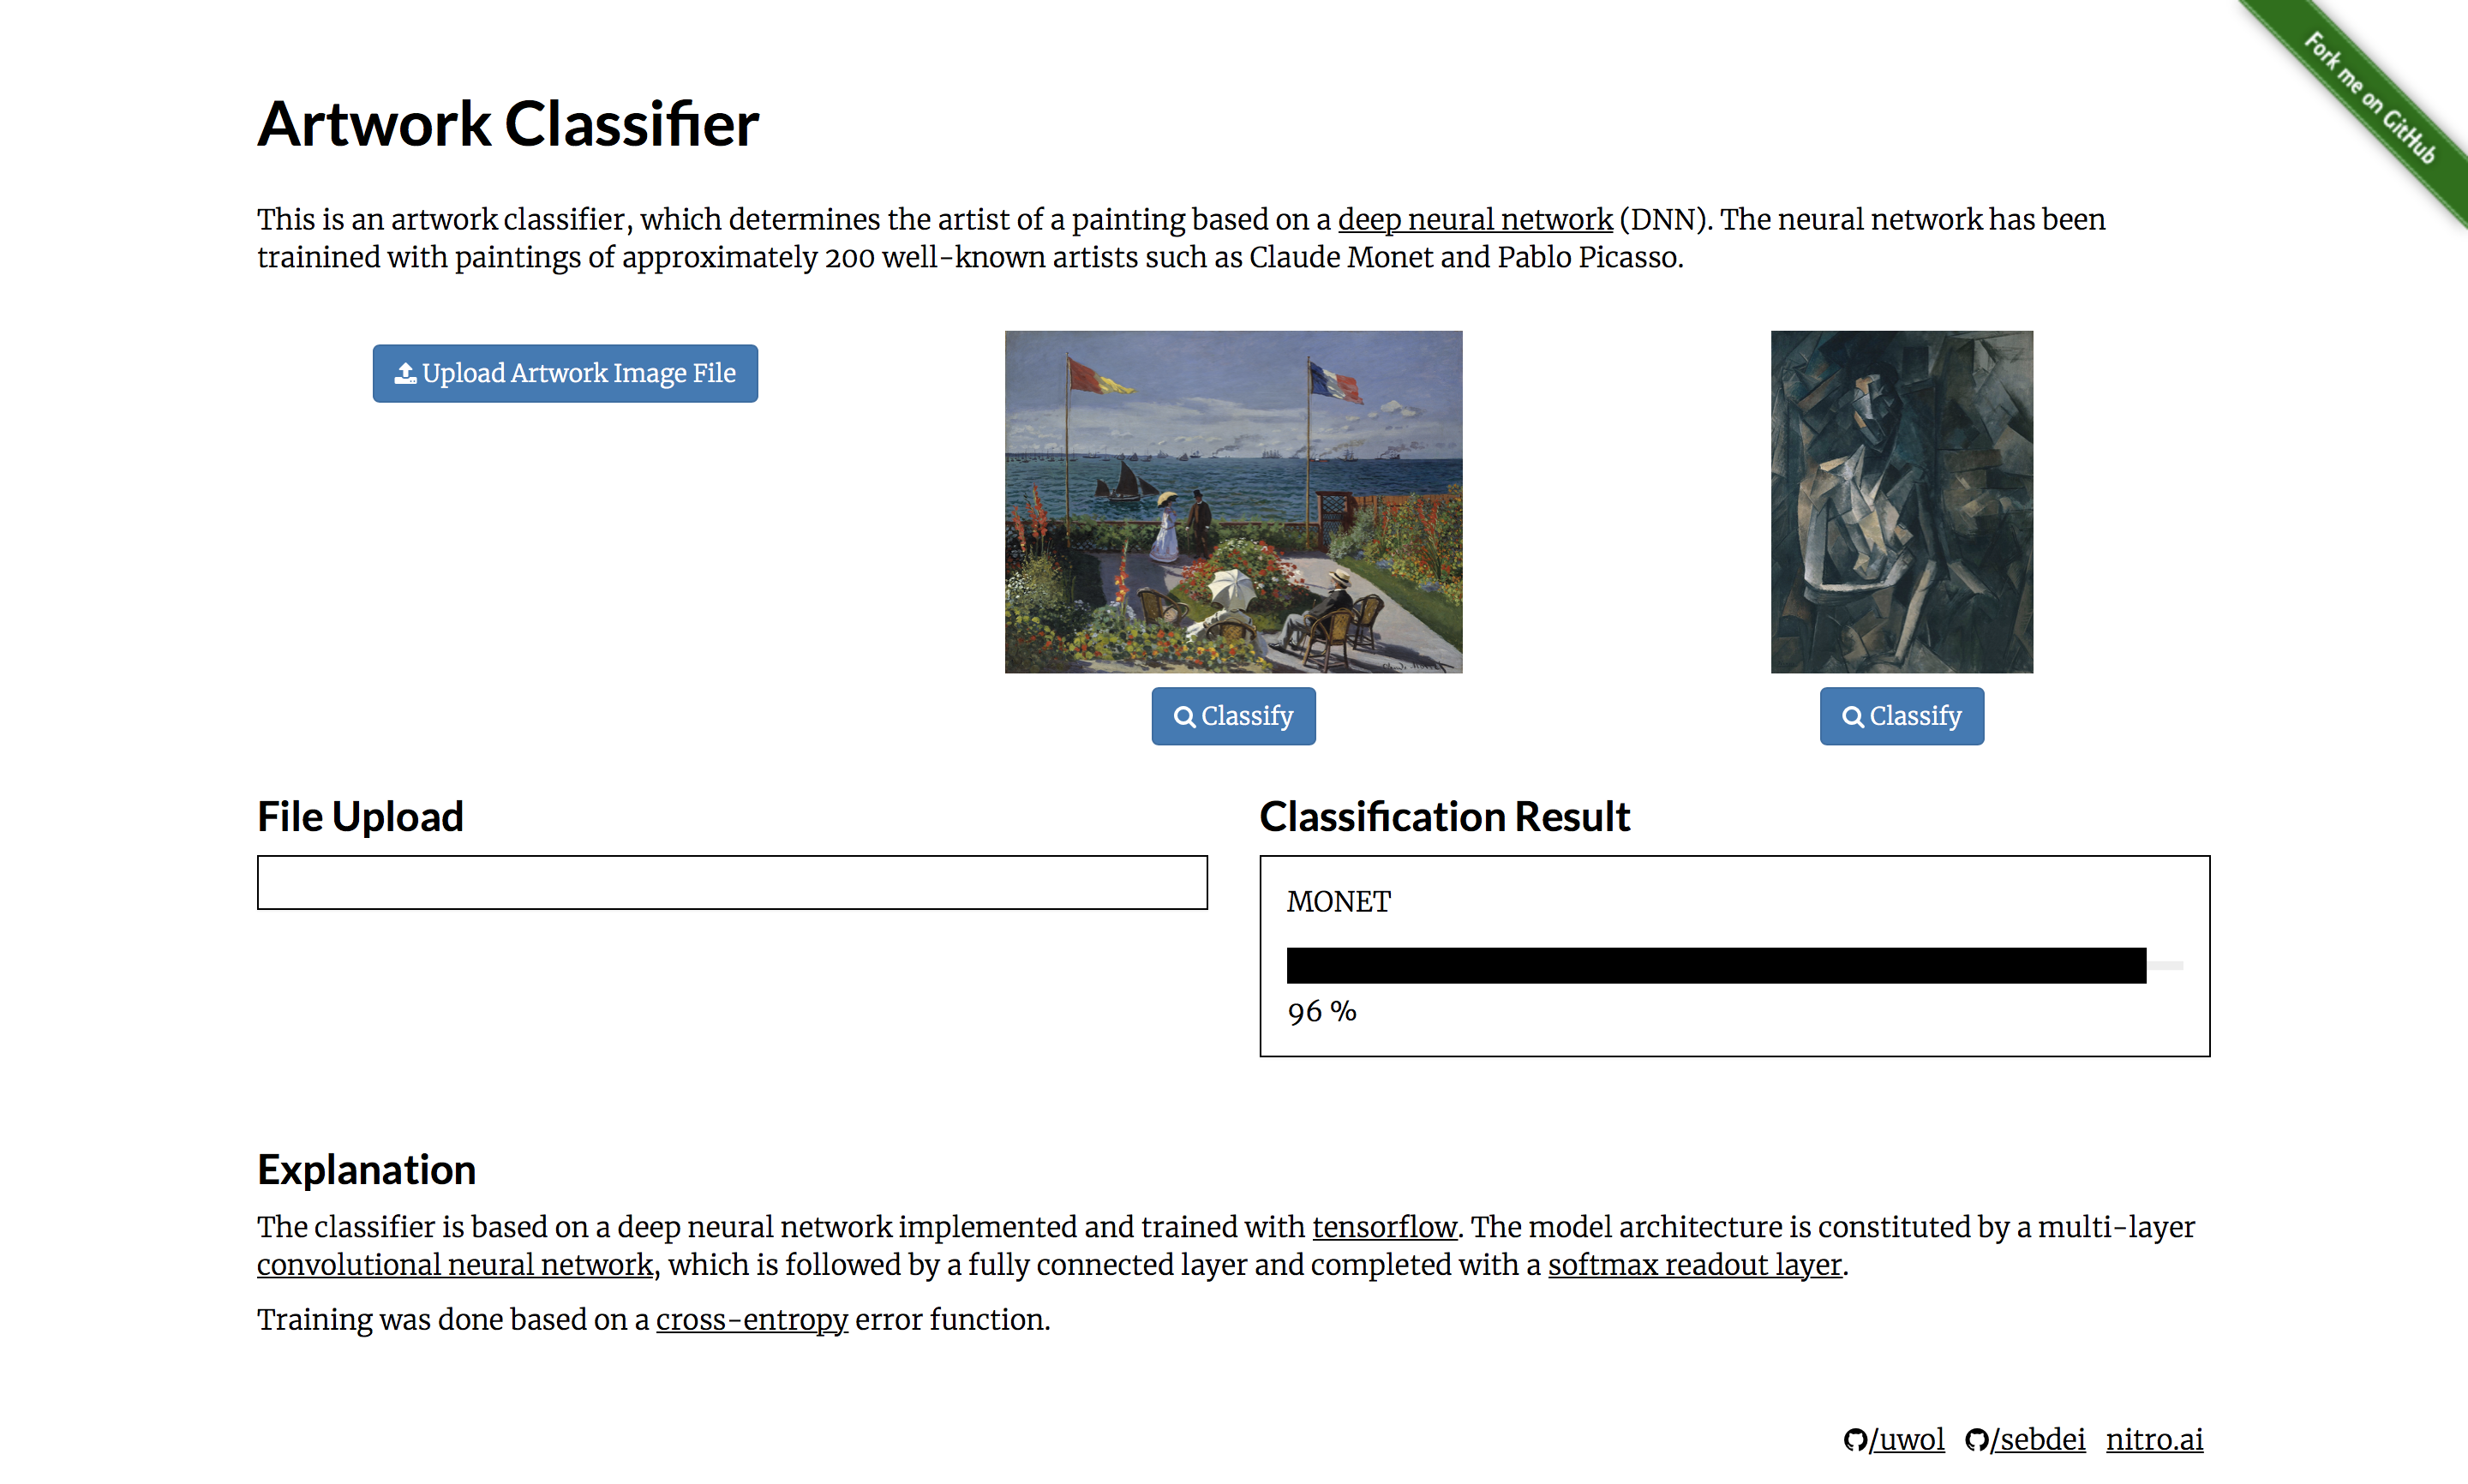 Fork me on GitHub
Artwork Classifier
This is an artwork classifier, which determines the artist of a painting based on a deep neural network (DNN). The neural network has been
trainined with paintings of approximately 200 well-known artists such as Claude Monet and Pablo Picasso.
Upload Artwork Image File
Claude Monet
Classify
Classify
File Upload
Classification Result
MONET
96 %
Explanation
The classifier is based on a deep neural network implemented and trained with tensorflow. The model architecture is constituted by a multi-layer
convolutional neural network, which is followed by a fully connected layer and completed with a softmax readout layer.
Training was done based on a cross-entropy error function.
/uwol /sebdei nitro.ai